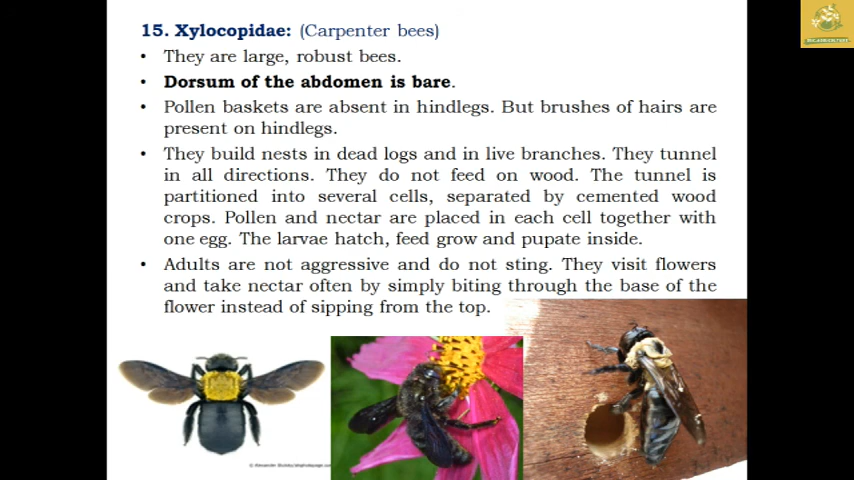 15. Xylocopidae: (Carpenter bees)
• They are large, robust bees.
• Dorsum of the abdomen is bare.
• Pollen baskets are absent in hindlegs. But brushes of hairs are
present on hindlegs.
• They build nests in dead logs and in live branches. They tunnel
in all directions. They do not feed on wood. The tunnel is
partitioned into several cells, separated by cemented wood
crops. Pollen and nectar are placed in each cell together with
one egg. The larvae hatch, feed grow and pupate inside.
• Adults are not aggressive and do not sting. They visit flowers
and take nectar often by simply biting through the base of the
flower instead of sipping from the top.